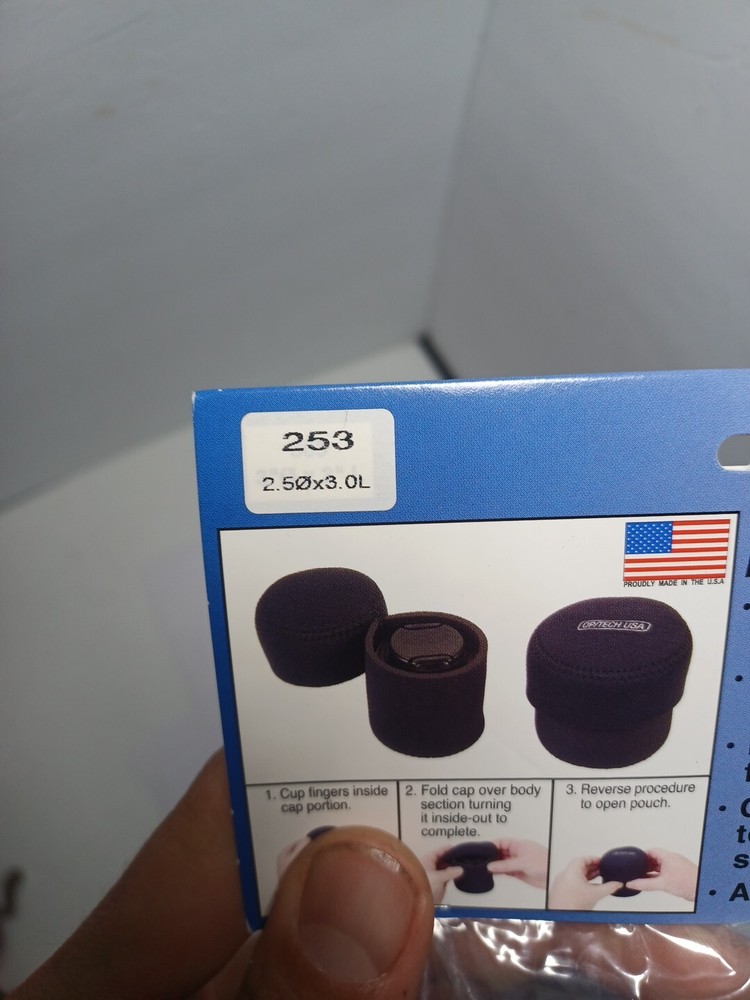 253
2.5Øx3.0L
PROUDLY MADE IN THE U.S.A
OP/TECH USA
1. Cup fingers inside
cap portion.
2. Fold cap over body
section turning
it inside-out to
complete.
3. Reverse procedure
to open pouch.